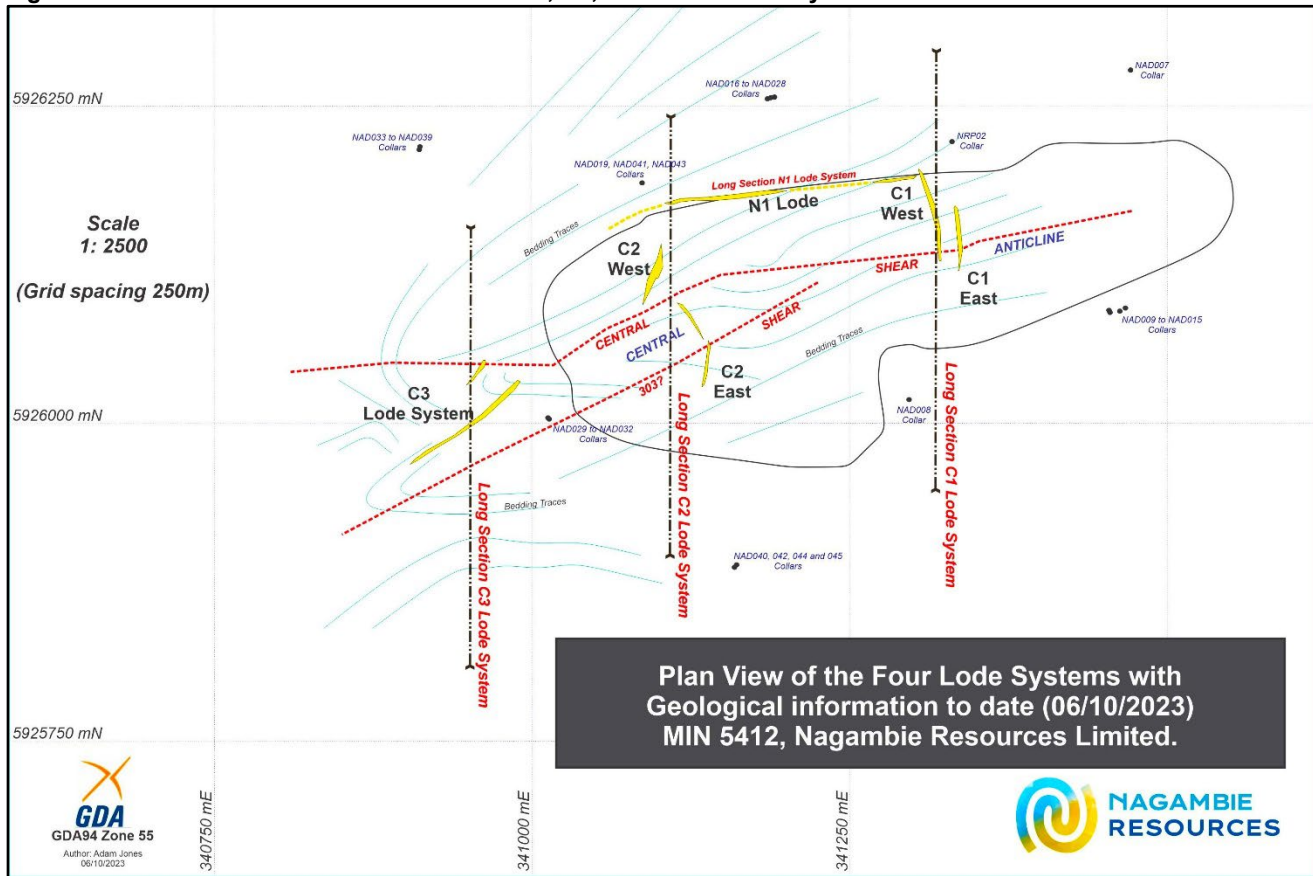 5926250 mN
NAD033 to NAD039
Collars
NAD016 to NAD028
Collars
NAD007
Collar
NRP02
Collar
NAD019, NAD041, NAD043
Collars
Long Section N1 Lode System
N1 Lode
C1
West
Scale
1: 2500
(Grid spacing 250m)
Bedding Traces
C2
West
CENTRAL
SHEAR
CENTRAL
ANTICLINE
C1
East
SHEAR
303?
Bedding Traces
NAD009 to NAD015
Collars
C2
East
C3
Lode System
5926000 mN
NAD029 to NAD032
Collars
NAD008
Collar
Bedding Traces
Long Section C3 Lode System
Long Section C2 Lode System
Long Section C1 Lode System
NAD040, 042, 044 and 045
Collars
5925750 mN
Plan View of the Four Lode Systems with
Geological information to date (06/10/2023)
MIN 5412, Nagambie Resources Limited.
GDA
GDA94 Zone 55
Author: Adam Jones
06/10/2023
340750 mE
341000 mE
341250 mE
NAGAMBIE
RESOURCES